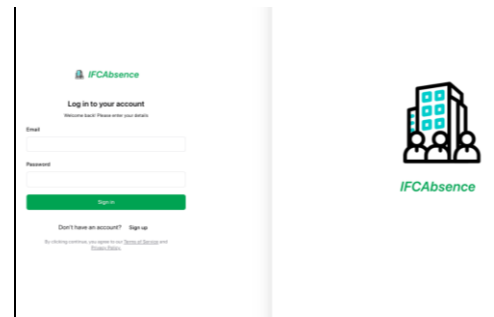 IFCAbsence
Log in to your account
Welcome back! Please enter your details
Email
Password
Sign in
Don't have an account? Sign up
By clicking continue, you agree to our Terms of Service and
Privacy Policy.
IFCAbsence